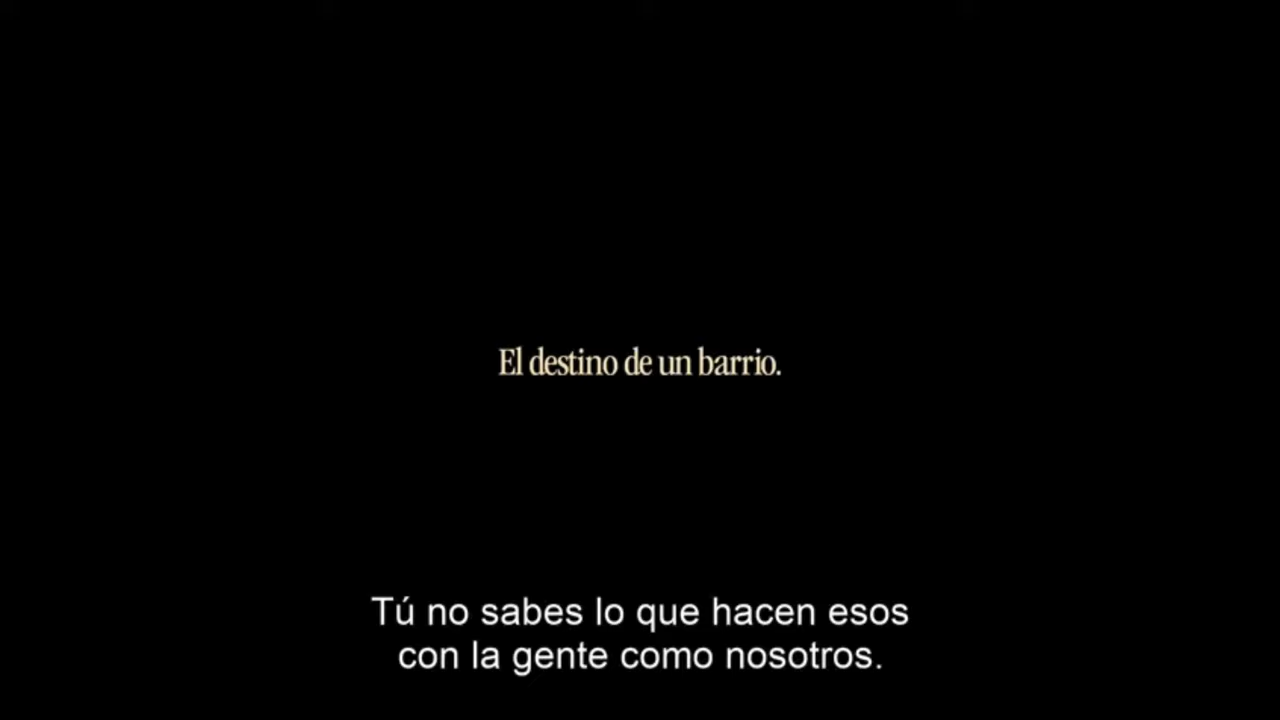 El destino de un barrio.
Tú no sabes lo que hacen esos
con la gente como nosotros.